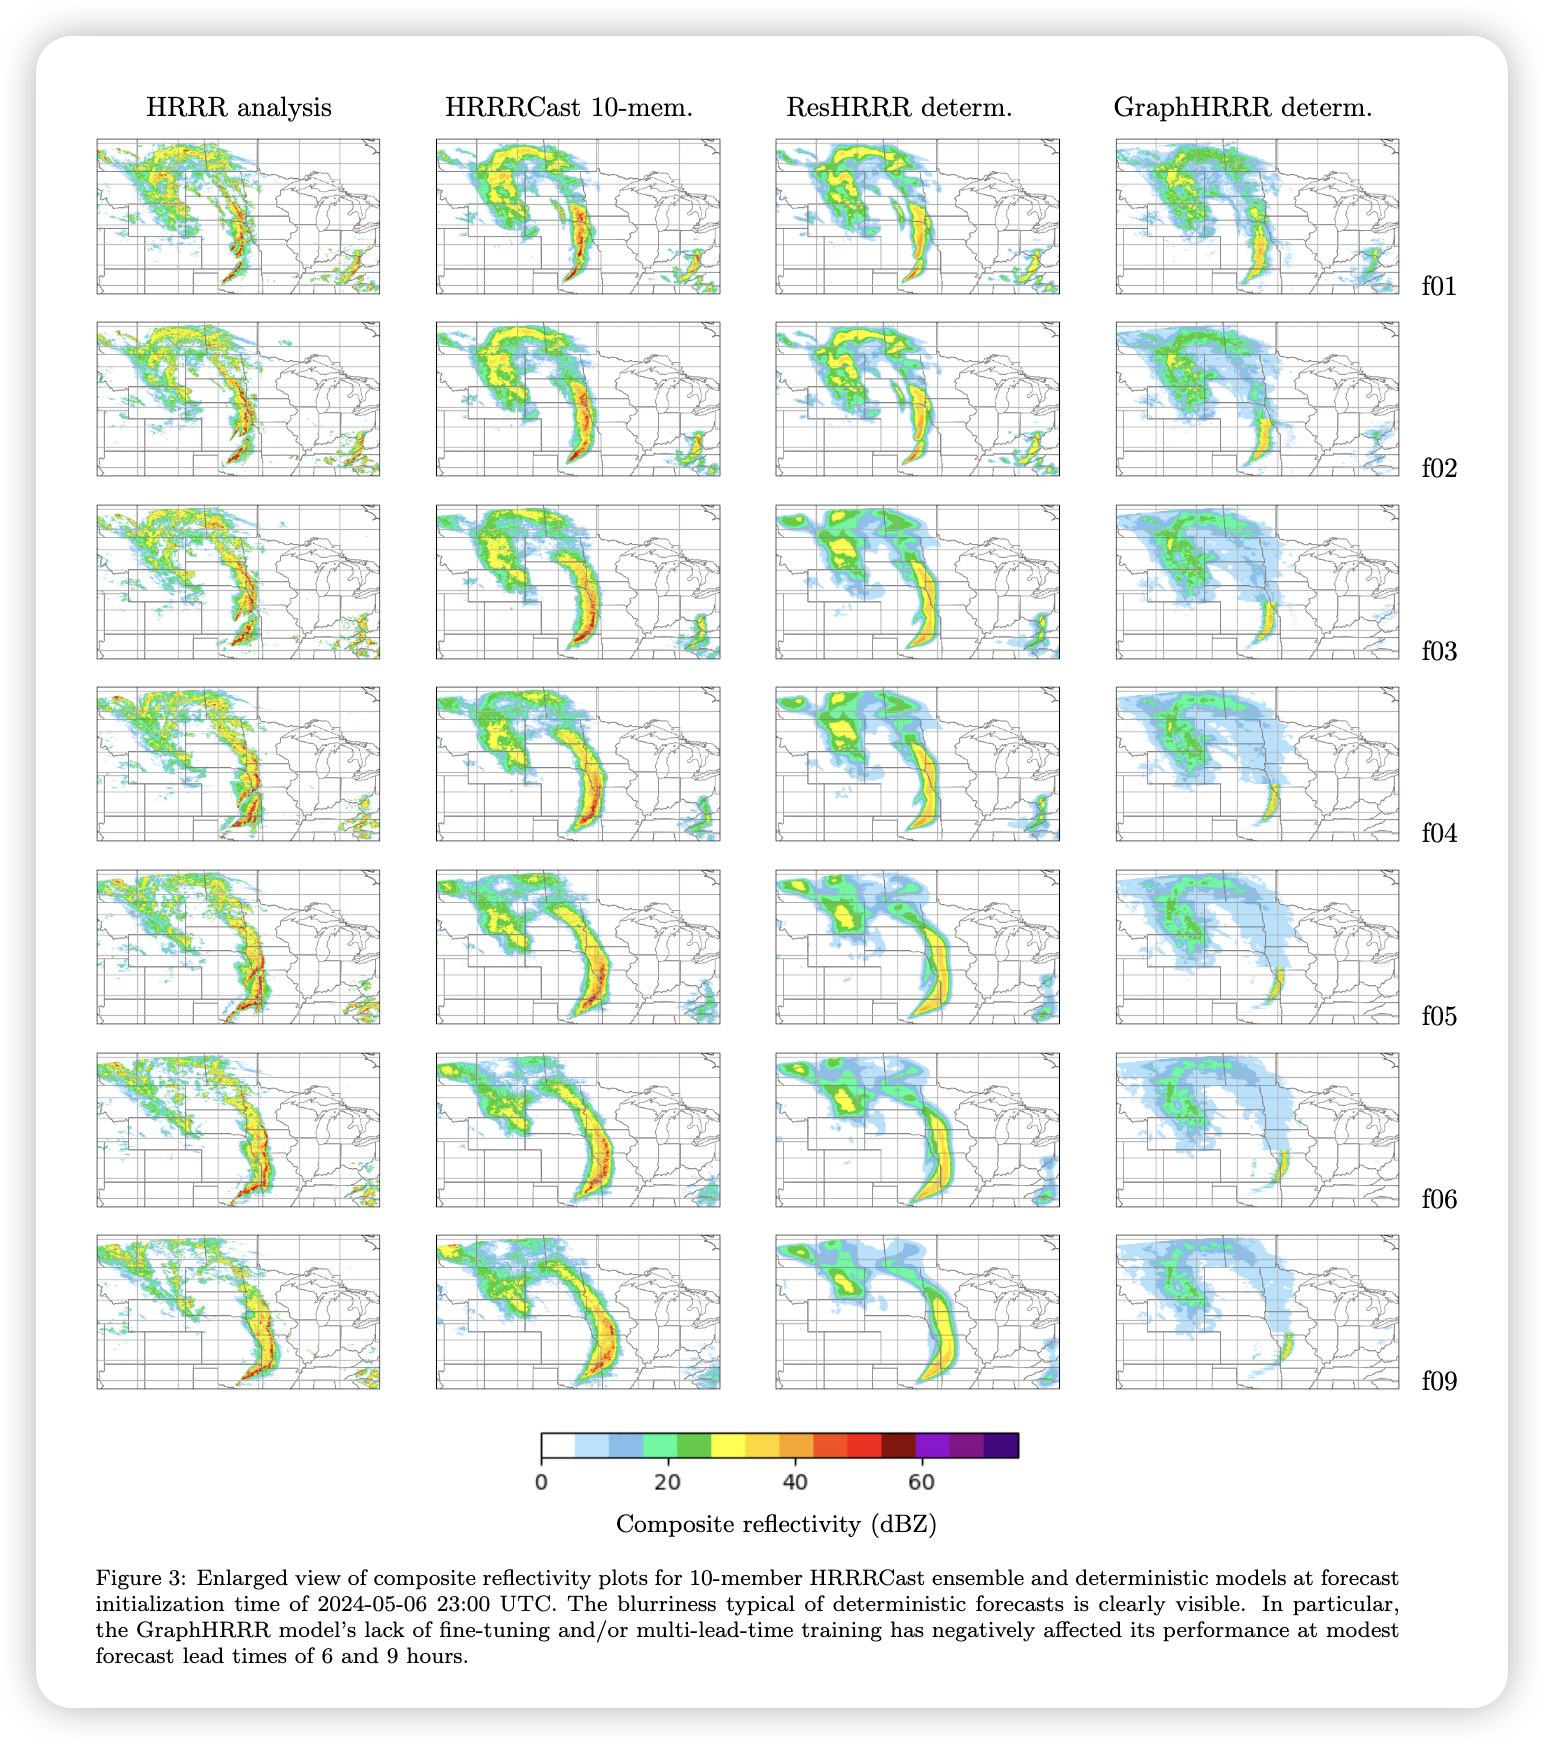 HRRR analysis
HRRRCast 10-mem.
ResHRRR determ.
GraphHRRR determ.
f01
f02
f03
f04
f05
f06
f09
0
20
40
60
Composite reflectivity (dBZ)
Figure 3: Enlarged view of composite reflectivity plots for 10-member HRRRCast ensemble and deterministic models at forecast
initialization time of 2024-05-06 23:00 UTC. The blurriness typical of deterministic forecasts is clearly visible. In particular,
the GraphHRRR model's lack of fine-tuning and/or multi-lead-time training has negatively affected its performance at modest
forecast lead times of 6 and 9 hours.